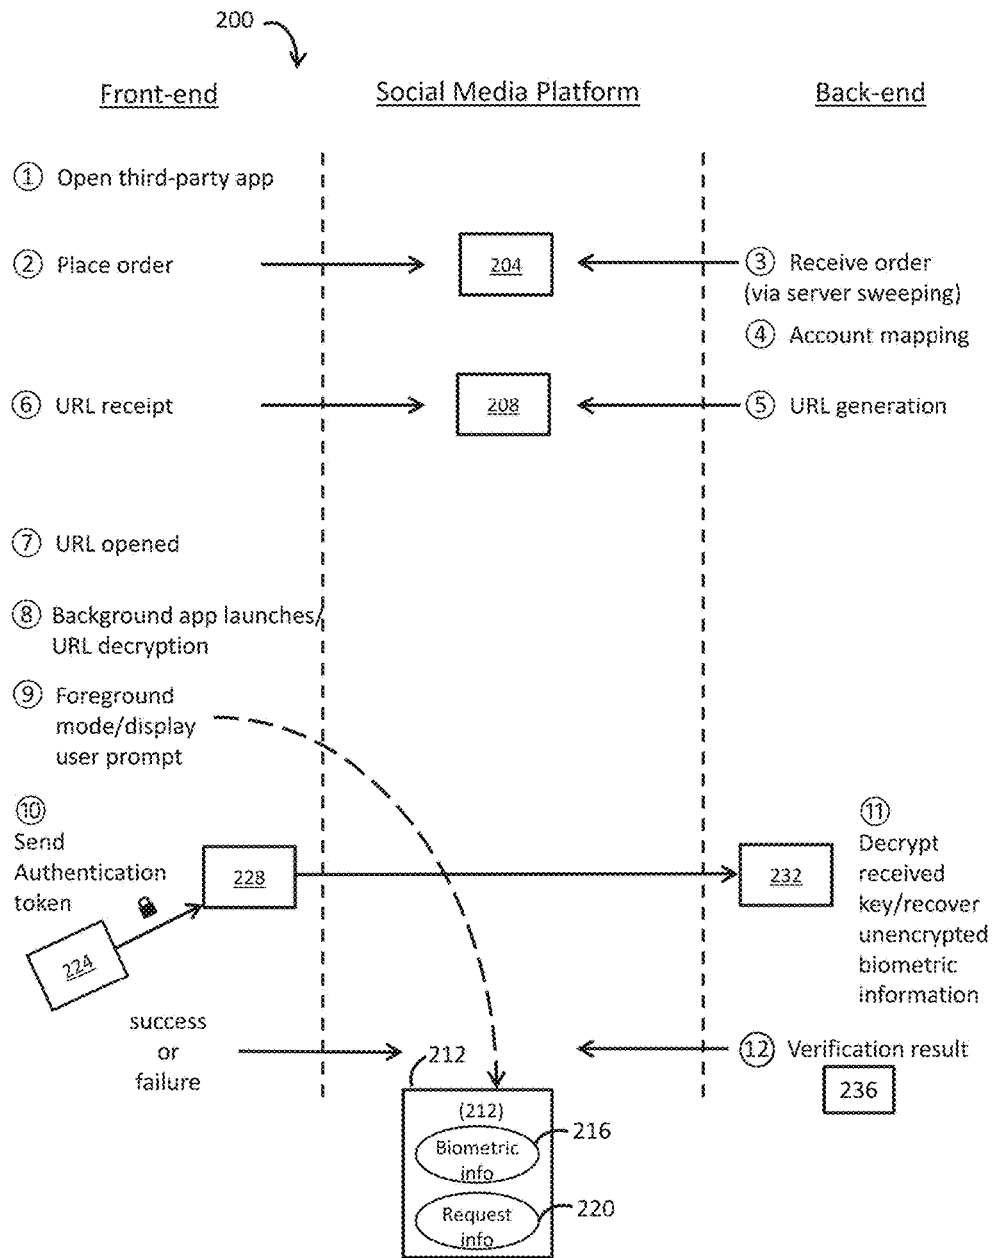 200
Front-end
Social Media Platform
Back-end
① Open third-party app
② Place order
204
③ Receive order
(via server sweeping)
④ Account mapping
⑥ URL receipt
208
⑤ URL generation
⑦ URL opened
⑧ Background app launches/
URL decryption
⑨ Foreground
mode/display
user prompt
⑩
Send
Authentication
token
228
224
232
⑪
Decrypt
received
key/recover
unencrypted
biometric
information
success
or
failure
⑫ Verification result
236
212
(212)
Biometric
info
216
Request
info
220